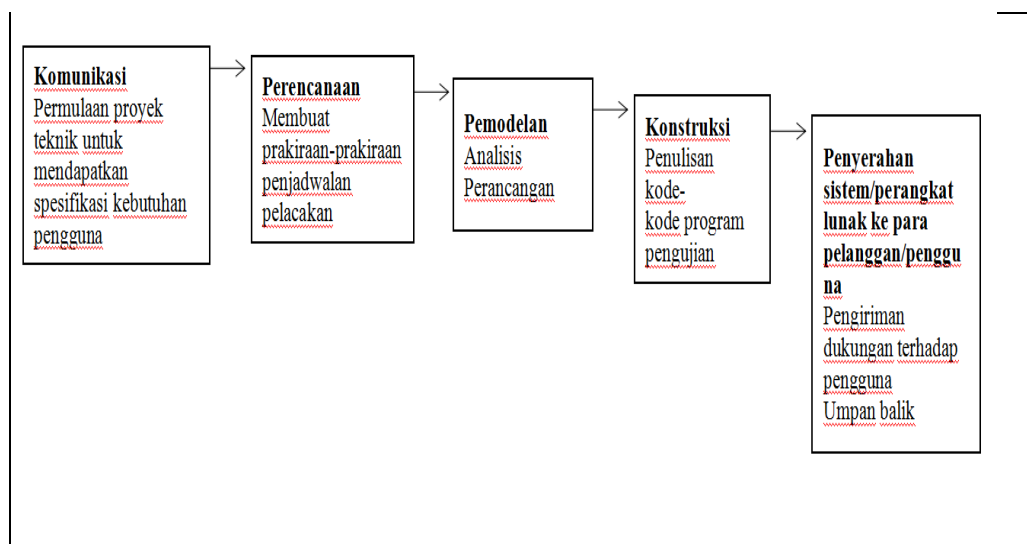 Komunikasi
Permulaan proyek
teknik untuk
mendapatkan
spesifikasi kebutuhan
pengguna
Perencanaan
Membuat
prakiraan-prakiraan
penjadwalan
pelacakan
Pemodelan
Analisis
Perancangan
Konstruksi
Penulisan
kode-
kode program
pengujian
Penyerahan
sistem/perangkat
lunak ke para
pelanggan/penggu
na
Pengiriman
dukungan terhadap
pengguna
Umpan balik